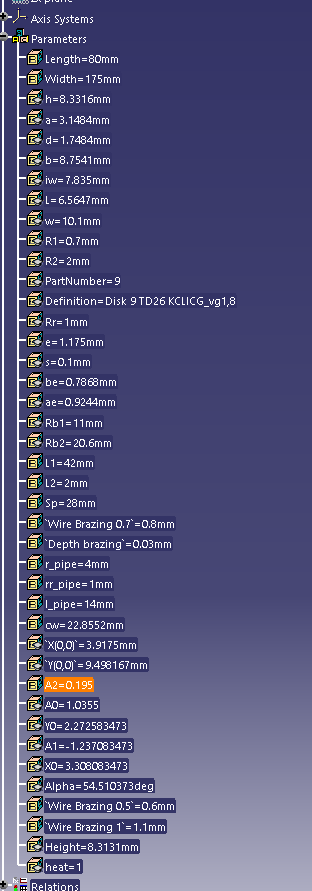 Axis Systems
Parameters
Length=80mm
Width=175mm
h=8.3316mm
a=3.1484mm
d=1.7484mm
b=8.7541mm
iw=7.835mm
L=6.5647mm
w=10.1mm
R1=0.7mm
R2=2mm
PartNumber=9
Definition=Disk 9 TD26 KCLICG_vg1,8
Rr=1mm
e=1.175mm
s=0.1mm
be=0.7868mm
ae=0.9244mm
Rb1=11mm
Rb2=20.6mm
L1=42mm
L2=2mm
Sp=28mm
`Wire Brazing 0.7`=0.8mm
`Depth brazing`=0.03mm
r_pipe=4mm
rr_pipe=1mm
l_pipe=14mm
cw=22.8552mm
`X(0,0)`=3.9175mm
`Y(0,0)`=9.498167mm
A2=0.195
A0=1.0355
Y0=2.272583473
A1=-1.237083473
X0=3.308083473
Alpha=54.510373deg
`Wire Brazing 0.5`=0.6mm
`Wire Brazing 1`=1.1mm
Height=8.3131mm
heat=1
Relations